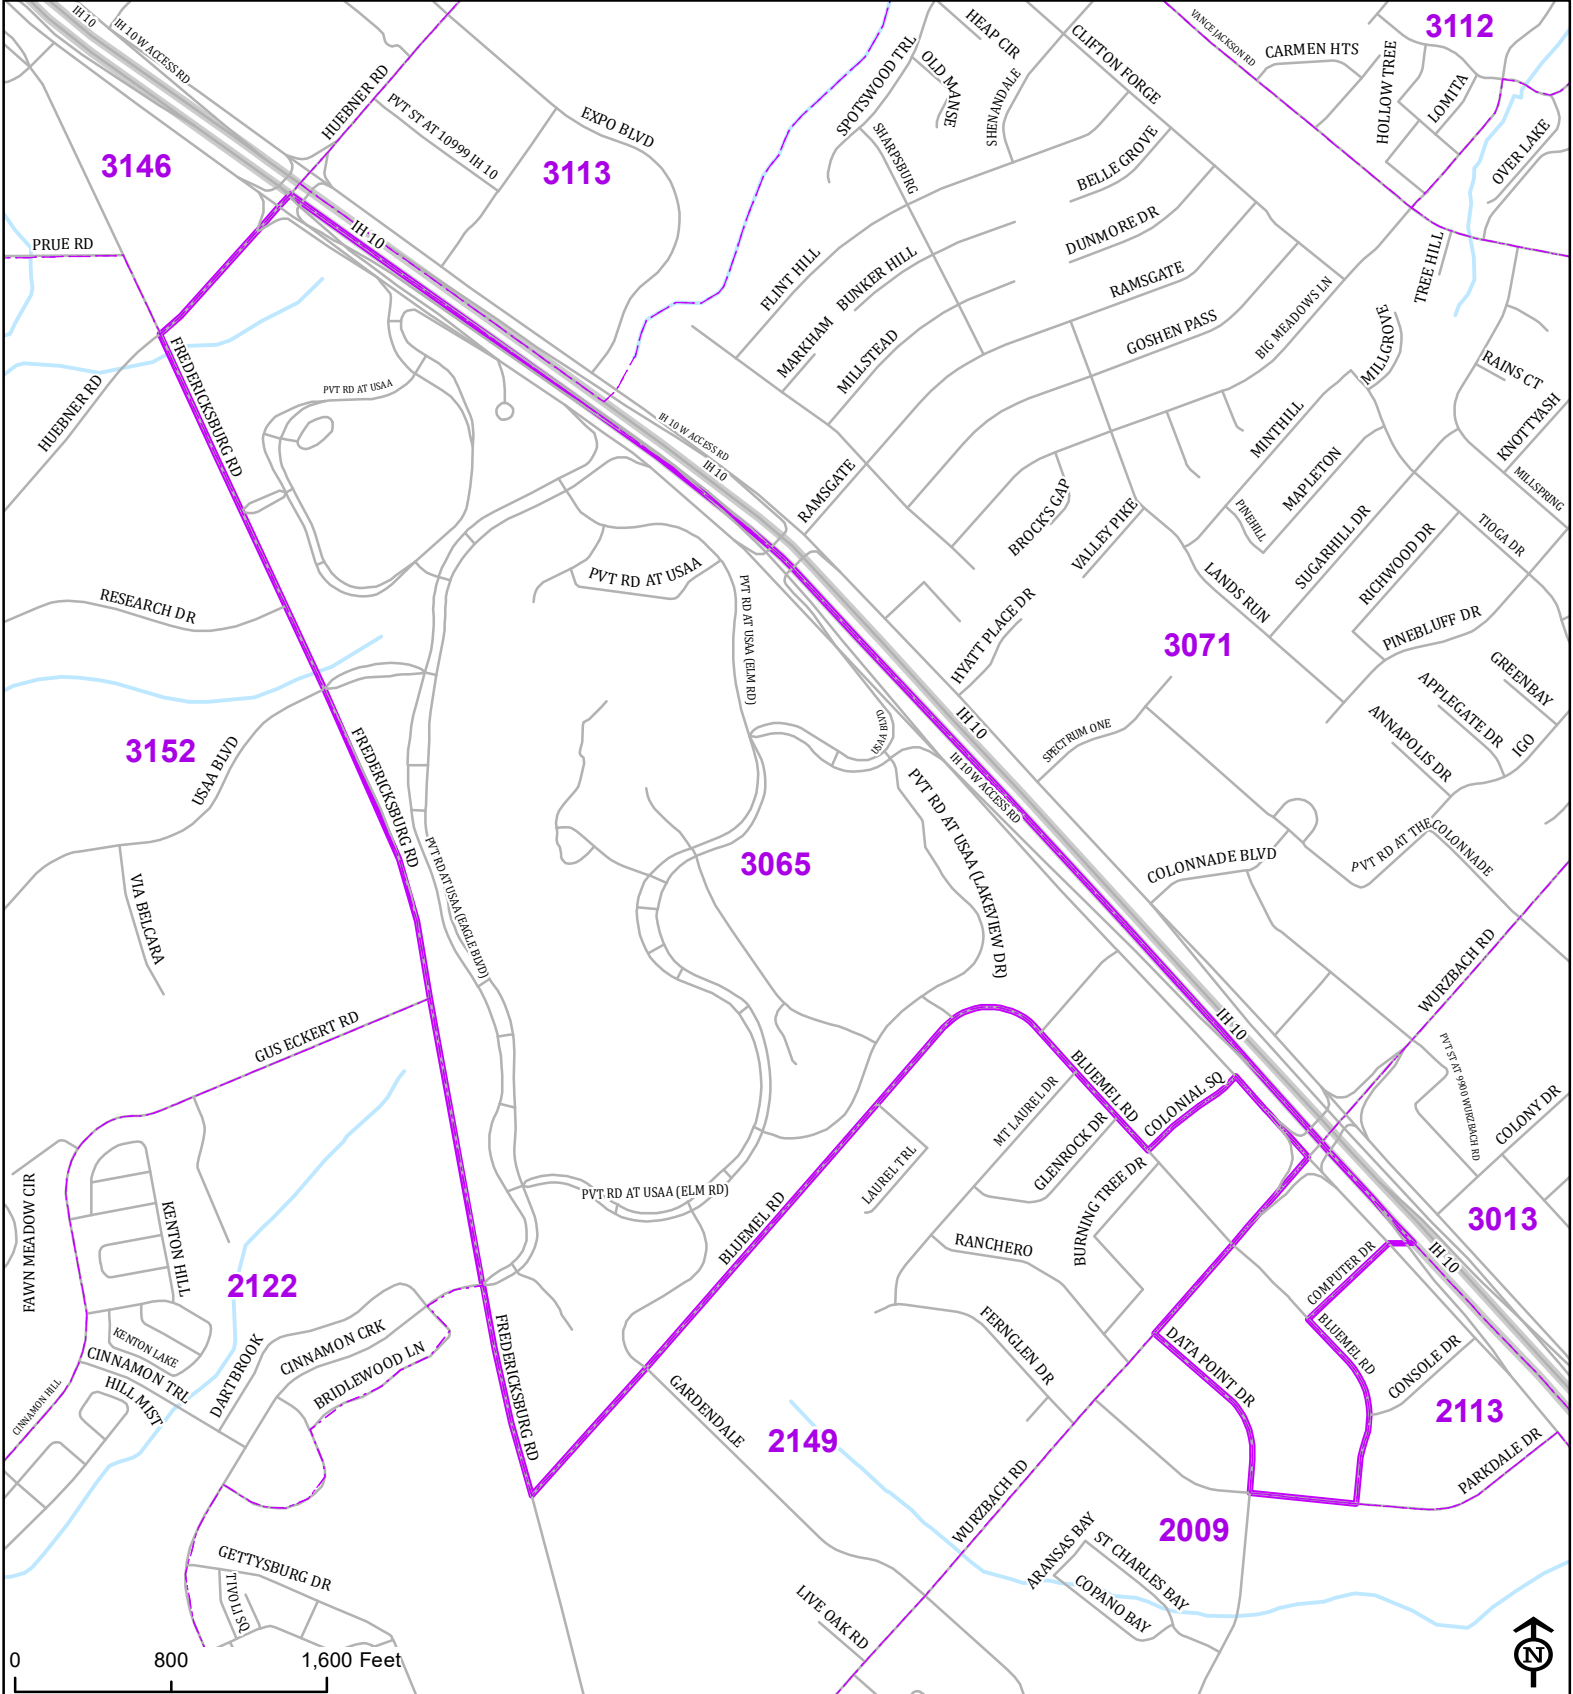 IH 10
IH 10 W ACCESS RD
HUEBNER RD
PVT ST AT 10999 IH 10
EXPO BLVD
3146
3113
SPOTSWOOD TRL
HEAP CIR
OLD MANSE
SHENANDALE
CLIFTON FORGE
VANCE JACKSON RD
CARMEN HTS
3112
HOLLOW TREE
LOMITA
OVER LAKE
SHARPSBURG
BELLE GROVE
DUNMORE DR
RAMSGATE
GOSHEN PASS
BIG MEADOWS LN
TREE HILL
PRUE RD
IH 10
FLINT HILL
BUNKER HILL
MARKHAM
MILLSTEAD
MILLGROVE
RAINS CT
KNOTTYASH
MILLSPRING
FREDERICKSBURG RD
HUEBNER RD
PVT RD AT USAA
IH 10 W ACCESS RD
IH 10
RAMSGATE
BROCK'S GAP
VALLEY PIKE
MINTHILL
MAPLETON
PINEHILL
SUGARHILL DR
RICHWOOD DR
TIOGA DR
LANDS RUN
PINEBLUFF DR
RESEARCH DR
PVT RD AT USAA
PVT RD AT USAA (ELM RD)
HYATT PLACE DR
3071
GREENBAY
APPLEGATE DR
ANNAPOLIS DR
IGO
3152
USAA BLVD
FREDERICKSBURG RD
USAA BLVD
IH 10
IH 10 W ACCESS RD
SPECTRUM ONE
PVT RD AT USAA (EAGLE BLVD)
3065
PVT RD AT USAA (LAKEVIEW DR)
COLONNADE BLVD
PVT RD AT THE COLONNADE
VIA BELCARA
WURZBACH RD
GUS ECKERT RD
IH 10
PVT ST AT 9900 WURZBACH RD
COLONY DR
BLUEMEL RD
COLONIAL SQ
MT LAUREL DR
GLENROCK DR
LAUREL TRL
BURNING TREE DR
PVT RD AT USAA (ELM RD)
BLUEMEL RD
RANCHERO
3013
IH 10
FAWN MEADOW CIR
KENTON HILL
2122
COMPUTER DR
BLUEMEL RD
CONSOLE DR
2113
KENTON LAKE
CINNAMON TRL
HILL MIST
CINNAMON HILL
DARTBROOK
CINNAMON CRK
BRIDLEWOOD LN
FREDERICKSBURG RD
FERNGLEN DR
DATA POINT DR
GARDENDALE
2149
PARKDALE DR
WURZBACH RD
2009
ARANSAS BAY
ST CHARLES BAY
COPANO BAY
GETTYSBURG DR
TIVOLI SQ
LIVE OAK RD
0 800 1,600 Feet
N